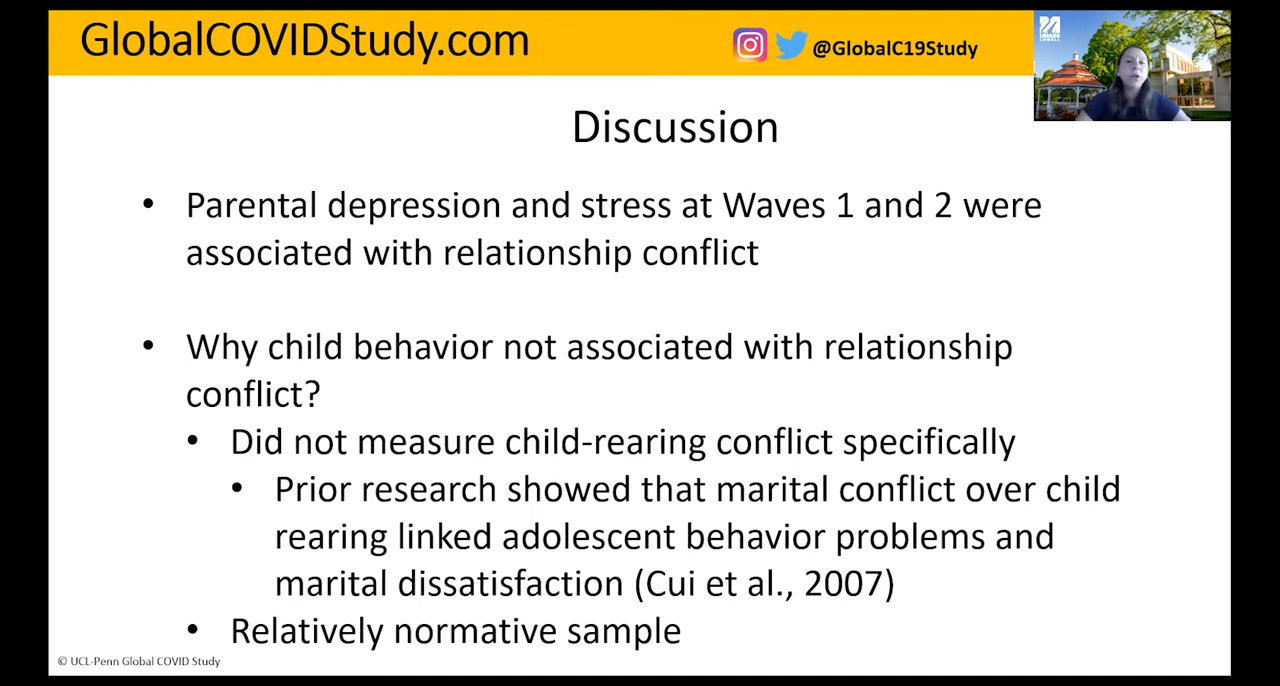 GlobalCOVIDStudy.com
@GlobalC19Study
UMASS
LOWELL
Discussion
• Parental depression and stress at Waves 1 and 2 were
associated with relationship conflict
• Why child behavior not associated with relationship
conflict?
• Did not measure child-rearing conflict specifically
• Prior research showed that marital conflict over child
rearing linked adolescent behavior problems and
marital dissatisfaction (Cui et al., 2007)
• Relatively normative sample
© UCL-Penn Global COVID Study